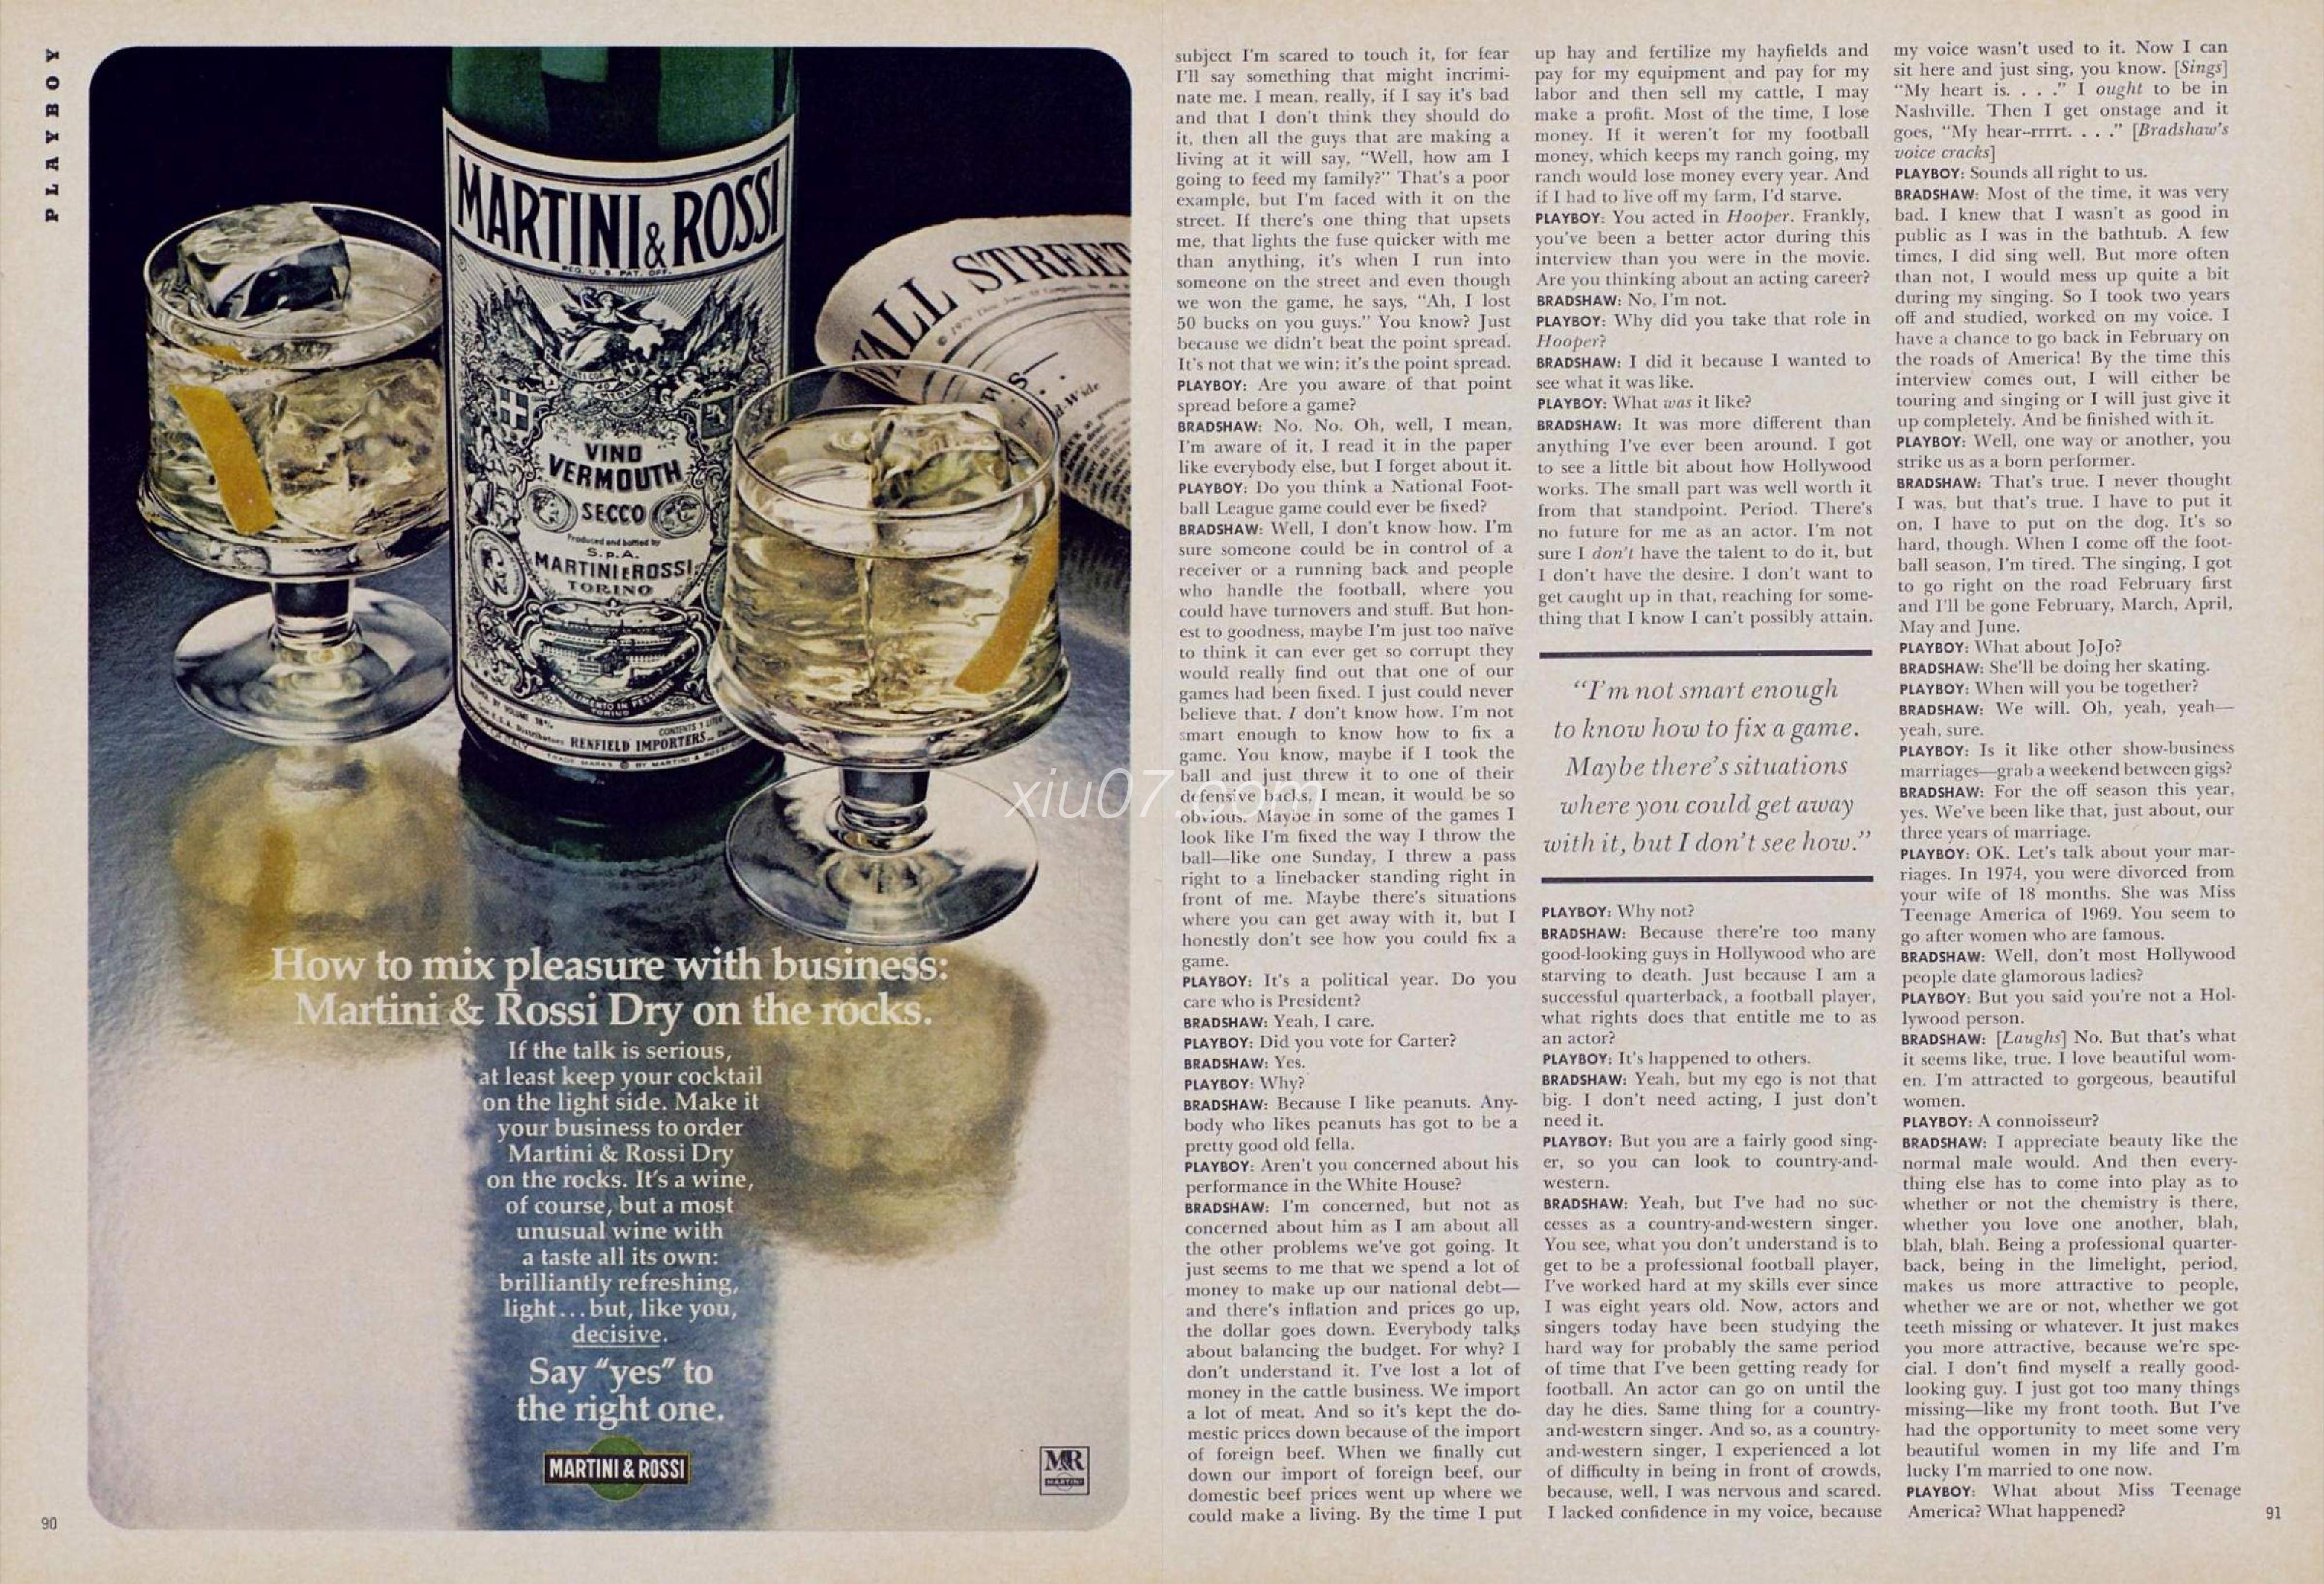 PLAYBOY
MARTINI & ROSSI
REG. U. S. PAT. OFF.
VINO
VERMOUTH
SECCO
Produced and bottled by
S.p.A.
MARTINI E ROSSI
TORINO
CONTENTS 1 LITER
RENFIELD IMPORTERS
WALL STREET
How to mix pleasure with business:
Martini & Rossi Dry on the rocks.
If the talk is serious,
at least keep your cocktail
on the light side. Make it
your business to order
Martini & Rossi Dry
on the rocks. It's a wine,
of course, but a most
unusual wine with
a taste all its own:
brilliantly refreshing,
light...but, like you,
decisive.
Say "yes" to
the right one.
MARTINI & ROSSI
M&R
MARTINI
90
subject I'm scared to touch it, for fear
I'll say something that might incrimi-
nate me. I mean, really, if I say it's bad
and that I don't think they should do
it, then all the guys that are making a
living at it will say, "Well, how am I
going to feed my family?" That's a poor
example, but I'm faced with it on the
street. If there's one thing that upsets
me, that lights the fuse quicker with me
than anything, it's when I run into
someone on the street and even though
we won the game, he says, "Ah, I lost
50 bucks on you guys." You know? Just
because we didn't beat the point spread.
It's not that we win; it's the point spread.
PLAYBOY: Are you aware of that point
spread before a game?
BRADSHAW: No. No. Oh, well, I mean,
I'm aware of it, I read it in the paper
like everybody else, but I forget about it.
PLAYBOY: Do you think a National Foot-
ball League game could ever be fixed?
BRADSHAW: Well, I don't know how. I'm
sure someone could be in control of a
receiver or a running back and people
who handle the football, where you
could have turnovers and stuff. But hon-
est to goodness, maybe I'm just too naïve
to think it can ever get so corrupt they
would really find out that one of our
games had been fixed. I just could never
believe that. I don't know how. I'm not
smart enough to know how to fix a
game. You know, maybe if I took the
ball and just threw it to one of their
defensive backs, I mean, it would be so
obvious. Maybe in some of the games I
look like I'm fixed the way I throw the
ball—like one Sunday, I threw a pass
right to a linebacker standing right in
front of me. Maybe there's situations
where you can get away with it, but I
honestly don't see how you could fix a
game.
PLAYBOY: It's a political year. Do you
care who is President?
BRADSHAW: Yeah, I care.
PLAYBOY: Did you vote for Carter?
BRADSHAW: Yes.
PLAYBOY: Why?
BRADSHAW: Because I like peanuts. Any-
body who likes peanuts has got to be a
pretty good old fella.
PLAYBOY: Aren't you concerned about his
performance in the White House?
BRADSHAW: I'm concerned, but not as
concerned about him as I am about all
the other problems we've got going. It
just seems to me that we spend a lot of
money to make up our national debt—
and there's inflation and prices go up,
the dollar goes down. Everybody talks
about balancing the budget. For why? I
don't understand it. I've lost a lot of
money in the cattle business. We import
a lot of meat. And so it's kept the do-
mestic prices down because of the import
of foreign beef. When we finally cut
down our import of foreign beef, our
domestic beef prices went up where we
could make a living. By the time I put
up hay and fertilize my hayfields and
pay for my equipment and pay for my
labor and then sell my cattle, I may
make a profit. Most of the time, I lose
money. If it weren't for my football
money, which keeps my ranch going, my
ranch would lose money every year. And
if I had to live off my farm, I'd starve.
PLAYBOY: You acted in Hooper. Frankly,
you've been a better actor during this
interview than you were in the movie.
Are you thinking about an acting career?
BRADSHAW: No, I'm not.
PLAYBOY: Why did you take that role in
Hooper?
BRADSHAW: I did it because I wanted to
see what it was like.
PLAYBOY: What was it like?
BRADSHAW: It was more different than
anything I've ever been around. I got
to see a little bit about how Hollywood
works. The small part was well worth it
from that standpoint. Period. There's
no future for me as an actor. I'm not
sure I don't have the talent to do it, but
I don't have the desire. I don't want to
get caught up in that, reaching for some-
thing that I know I can't possibly attain.
"I'm not smart enough
to know how to fix a game.
Maybe there's situations
where you could get away
with it, but I don't see how."
PLAYBOY: Why not?
BRADSHAW: Because there're too many
good-looking guys in Hollywood who are
starving to death. Just because I am a
successful quarterback, a football player,
what rights does that entitle me to as
an actor?
PLAYBOY: It's happened to others.
BRADSHAW: Yeah, but my ego is not that
big. I don't need acting, I just don't
need it.
PLAYBOY: But you are a fairly good sing-
er, so you can look to country-and-
western.
BRADSHAW: Yeah, but I've had no suc-
cesses as a country-and-western singer.
You see, what you don't understand is to
get to be a professional football player,
I've worked hard at my skills ever since
I was eight years old. Now, actors and
singers today have been studying the
hard way for probably the same period
of time that I've been getting ready for
football. An actor can go on until the
day he dies. Same thing for a country-
and-western singer. And so, as a country-
and-western singer, I experienced a lot
of difficulty in being in front of crowds,
because, well, I was nervous and scared.
I lacked confidence in my voice, because
my voice wasn't used to it. Now I can
sit here and just sing, you know. [Sings]
"My heart is. . . ." I ought to be in
Nashville. Then I get onstage and it
goes, "My hear--rrrrt. . . ." [Bradshaw's
voice cracks]
PLAYBOY: Sounds all right to us.
BRADSHAW: Most of the time, it was very
bad. I knew that I wasn't as good in
public as I was in the bathtub. A few
times, I did sing well. But more often
than not, I would mess up quite a bit
during my singing. So I took two years
off and studied, worked on my voice. I
have a chance to go back in February on
the roads of America! By the time this
interview comes out, I will either be
touring and singing or I will just give it
up completely. And be finished with it.
PLAYBOY: Well, one way or another, you
strike us as a born performer.
BRADSHAW: That's true. I never thought
I was, but that's true. I have to put it
on, I have to put on the dog. It's so
hard, though. When I come off the foot-
ball season, I'm tired. The singing, I got
to go right on the road February first
and I'll be gone February, March, April,
May and June.
PLAYBOY: What about JoJo?
BRADSHAW: She'll be doing her skating.
PLAYBOY: When will you be together?
BRADSHAW: We will. Oh, yeah, yeah—
yeah, sure.
PLAYBOY: Is it like other show-business
marriages—grab a weekend between gigs?
BRADSHAW: For the off season this year,
yes. We've been like that, just about, our
three years of marriage.
PLAYBOY: OK. Let's talk about your mar-
riages. In 1974, you were divorced from
your wife of 18 months. She was Miss
Teenage America of 1969. You seem to
go after women who are famous.
BRADSHAW: Well, don't most Hollywood
people date glamorous ladies?
PLAYBOY: But you said you're not a Hol-
lywood person.
BRADSHAW: [Laughs] No. But that's what
it seems like, true. I love beautiful wom-
en. I'm attracted to gorgeous, beautiful
women.
PLAYBOY: A connoisseur?
BRADSHAW: I appreciate beauty like the
normal male would. And then every-
thing else has to come into play as to
whether or not the chemistry is there,
whether you love one another, blah,
blah, blah. Being a professional quarter-
back, being in the limelight, period,
makes us more attractive to people,
whether we are or not, whether we got
teeth missing or whatever. It just makes
you more attractive, because we're spe-
cial. I don't find myself a really good-
looking guy. I just got too many things
missing—like my front tooth. But I've
had the opportunity to meet some very
beautiful women in my life and I'm
lucky I'm married to one now.
PLAYBOY: What about Miss Teenage
America? What happened?
91
xiu07.com